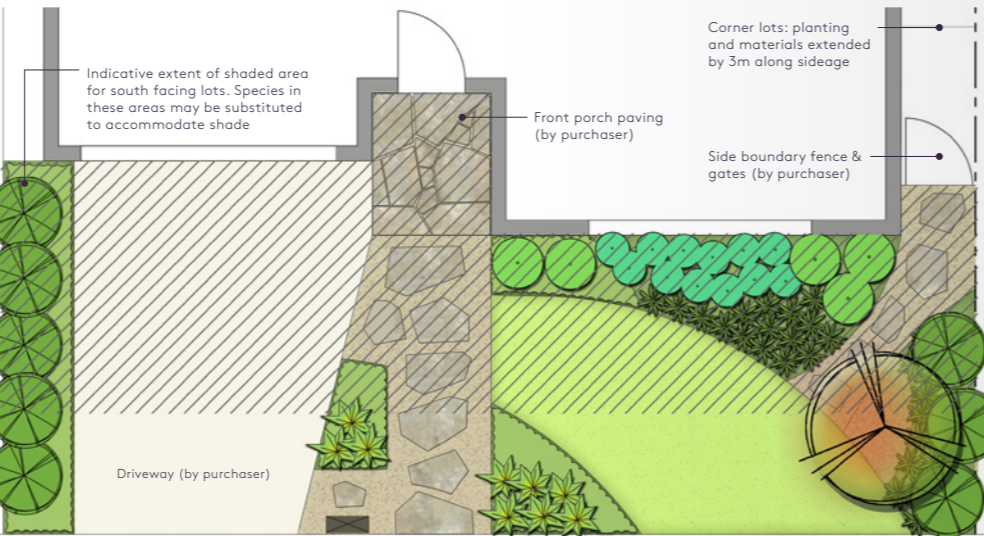 Indicative extent of shaded area
for south facing lots. Species in
these areas may be substituted
to accommodate shade
Front porch paving
(by purchaser)
Corner lots: planting
and materials extended
by 3m along sideage
Side boundary fence &
gates (by purchaser)
Driveway (by purchaser)